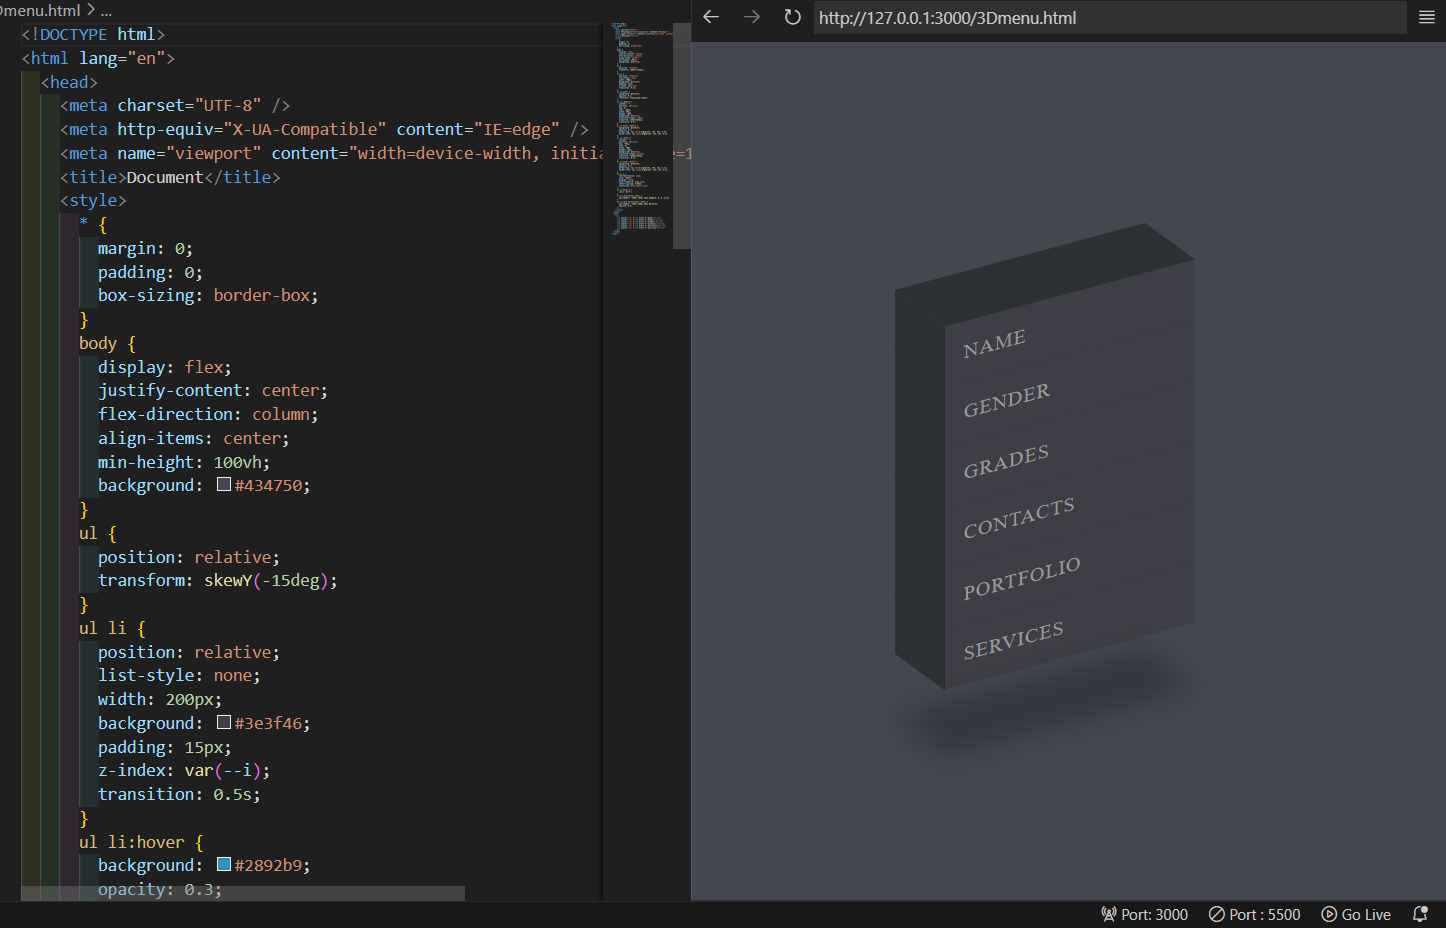 Dmenu.html > ...
http://127.0.0.1:3000/3Dmenu.html
<!DOCTYPE html>
<html lang="en">
<head>
<meta charset="UTF-8" />
<meta http-equiv="X-UA-Compatible" content="IE=edge" />
<meta name="viewport" content="width=device-width, initia e=1
<title>Document</title>
<style>
* {
margin: 0;
padding: 0;
box-sizing: border-box;
}
body {
display: flex;
justify-content: center;
flex-direction: column;
align-items: center;
min-height: 100vh;
background: #434750;
}
ul {
position: relative;
transform: skewY(-15deg);
}
ul li {
position: relative;
list-style: none;
width: 200px;
background: #3e3f46;
padding: 15px;
z-index: var(--i);
transition: 0.5s;
}
ul li:hover {
background: #2892b9;
opacity: 0.3;
NAME
GENDER
GRADES
CONTACTS
PORTFOLIO
SERVICES
Port: 3000
Port : 5500
Go Live